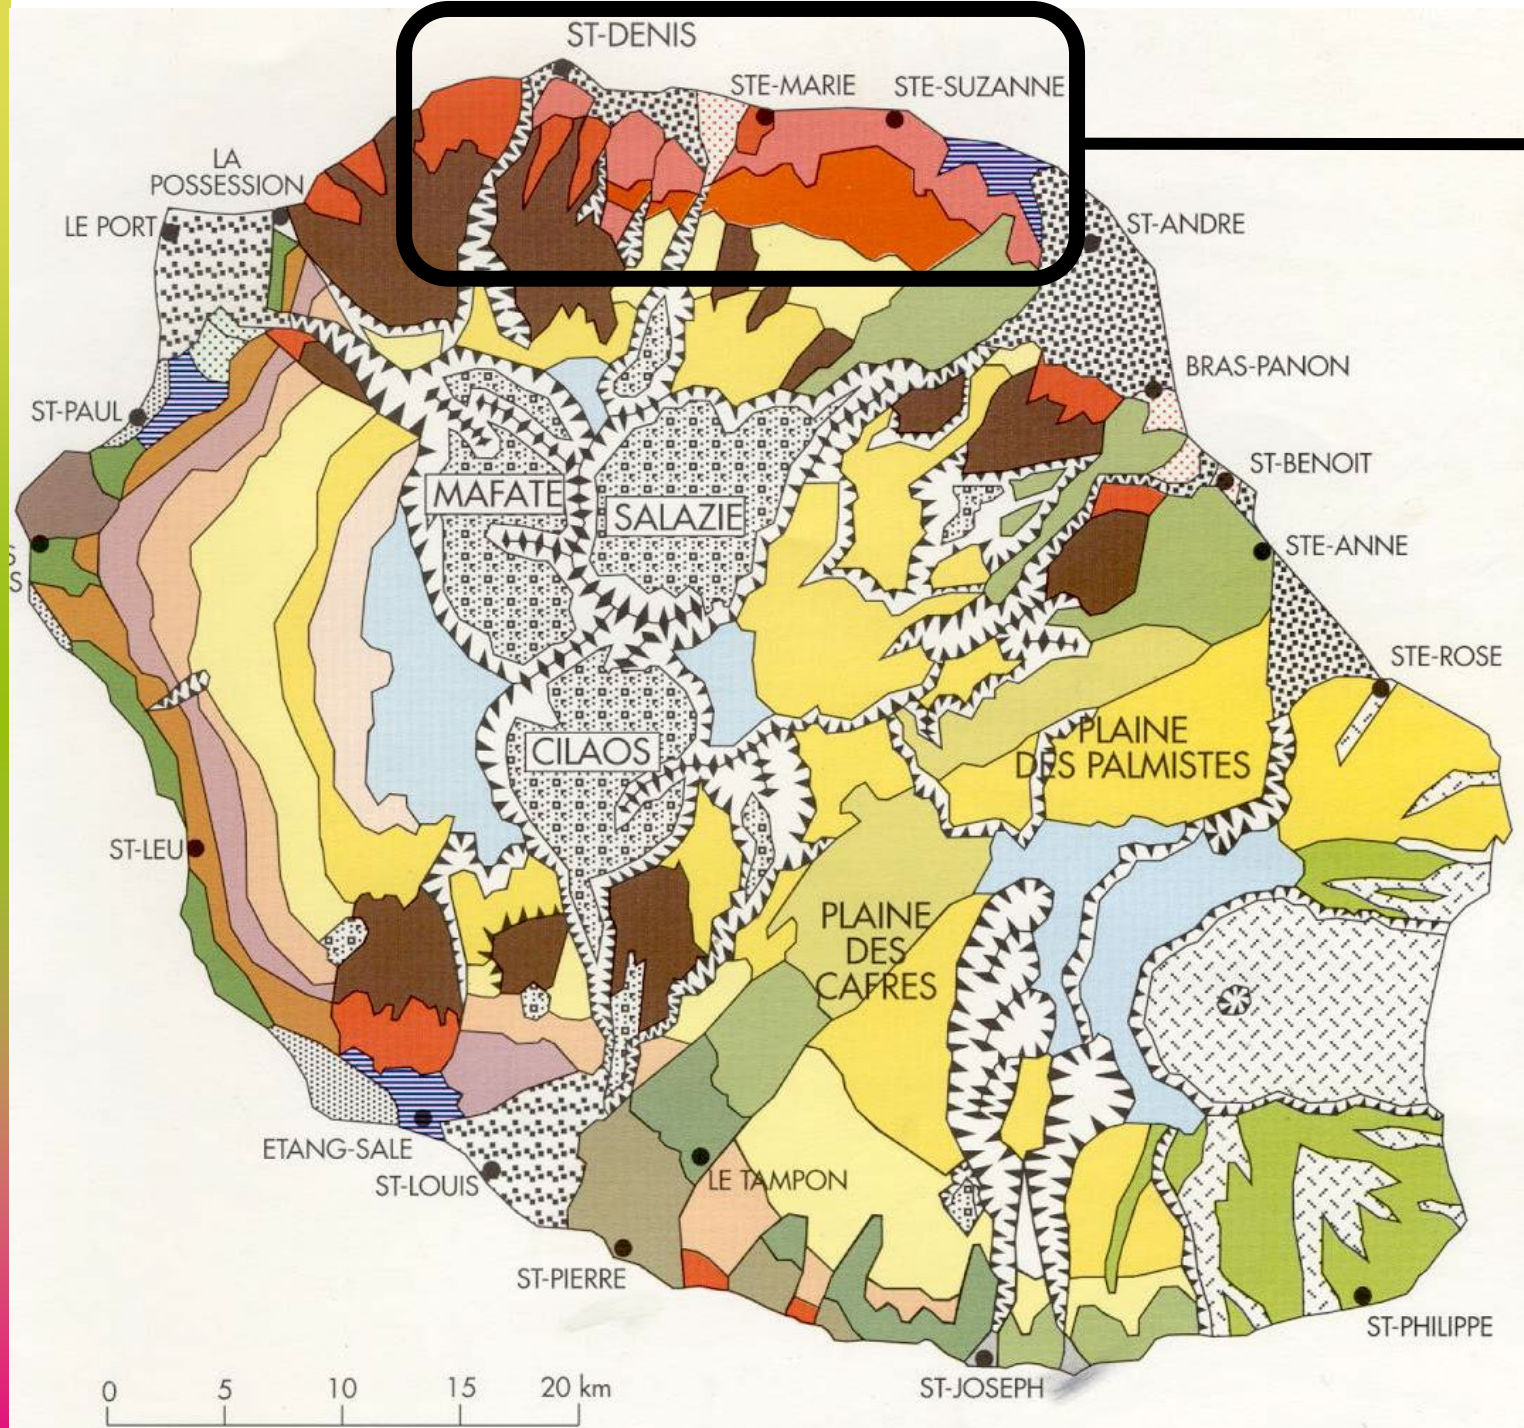 ST-DENIS
STE-MARIE
STE-SUZANNE
LA
POSSESSION
LE PORT
ST-ANDRE
BRAS-PANON
ST-PAUL
ST-BENOIT
MAFATE
SALAZIE
STE-ANNE
S
S
STE-ROSE
PLAINE
DES PALMISTES
CILAOS
ST-LEU
PLAINE
DES
CAFRES
ETANG-SALE
ST-LOUIS
LE TAMPON
ST-PIERRE
ST-PHILIPPE
ST-JOSEPH
0 5 10 15 20 km